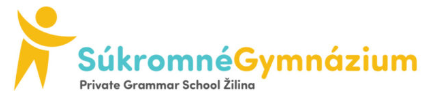 SúkromnéGymnázium
Private Grammar School Žilina